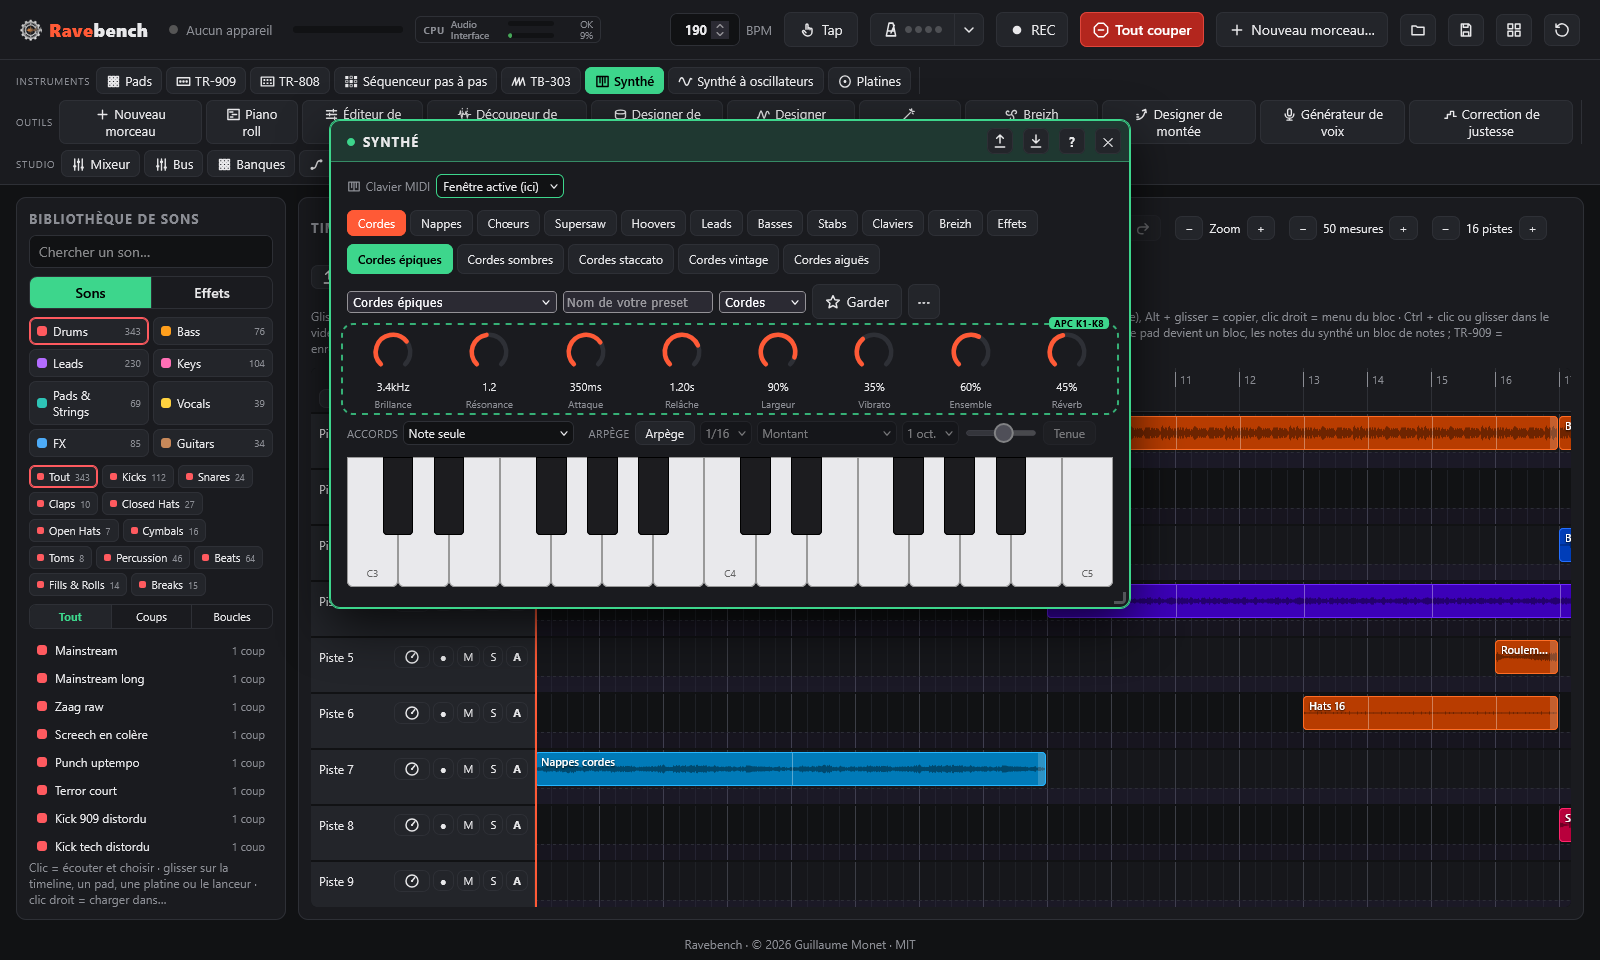 Ravebench
Aucun appareil
CPU
Audio
Interface
OK
9%
190
BPM
Tap
REC
Tout couper
Nouveau morceau...
INSTRUMENTS
Pads
TR-909
TR-808
Séquenceur pas à pas
TB-303
Synthé
Synthé à oscillateurs
Platines
OUTILS
Nouveau
morceau
Piano
roll
Éditeur de
Découpeur de
Designer de
Designer
Breizh
Designer de
montée
Générateur de
voix
Correction de
justesse
STUDIO
Mixeur
Bus
Banques
SYNTHÉ
?
Clavier MIDI
Fenêtre active (ici)
Cordes
Nappes
Chœurs
Supersaw
Hoovers
Leads
Basses
Stabs
Claviers
Breizh
Effets
Cordes épiques
Cordes sombres
Cordes staccato
Cordes vintage
Cordes aiguës
Cordes épiques
Nom de votre preset
Cordes
Garder
...
APC K1-K8
3.4kHz
1.2
350ms
1.20s
90%
35%
60%
45%
Brillance
Résonance
Attaque
Relâche
Largeur
Vibrato
Ensemble
Réverb
ACCORDS
Note seule
ARPÈGE
Arpège
1/16
Montant
1 oct.
Tenue
C3
C4
C5
BIBLIOTHÈQUE DE SONS
Chercher un son...
Sons
Effets
Drums 343
Bass 76
Leads 230
Keys 104
Pads &
Strings 69
Vocals 39
FX 85
Guitars 34
Tout 343
Kicks 112
Snares 24
Claps 10
Closed Hats 27
Open Hats 7
Cymbals 16
Toms 8
Percussion 46
Beats 64
Fills & Rolls 14
Breaks 15
Tout
Coups
Boucles
Mainstream 1 coup
Mainstream long 1 coup
Zaag raw 1 coup
Screech en colère 1 coup
Punch uptempo 1 coup
Terror court 1 coup
Kick 909 distordu 1 coup
Kick tech distordu 1 coup
Clic = écouter et choisir · glisser sur la
timeline, un pad, une platine ou le lanceur ·
clic droit = charger dans...
− Zoom +
− 50 mesures +
− 16 pistes +
Alt + glisser = copier, clic droit = menu du bloc · Ctrl + clic ou glisser dans le
pad devient un bloc, les notes du synthé un bloc de notes ; TR-909 =
11
12
13
14
15
16
Piste 5
M S A
Roulem...
Piste 6
M S A
Hats 16
Piste 7
M S A
Nappes cordes
Piste 8
M S A
Piste 9
M S A
Ravebench · © 2026 Guillaume Monet · MIT